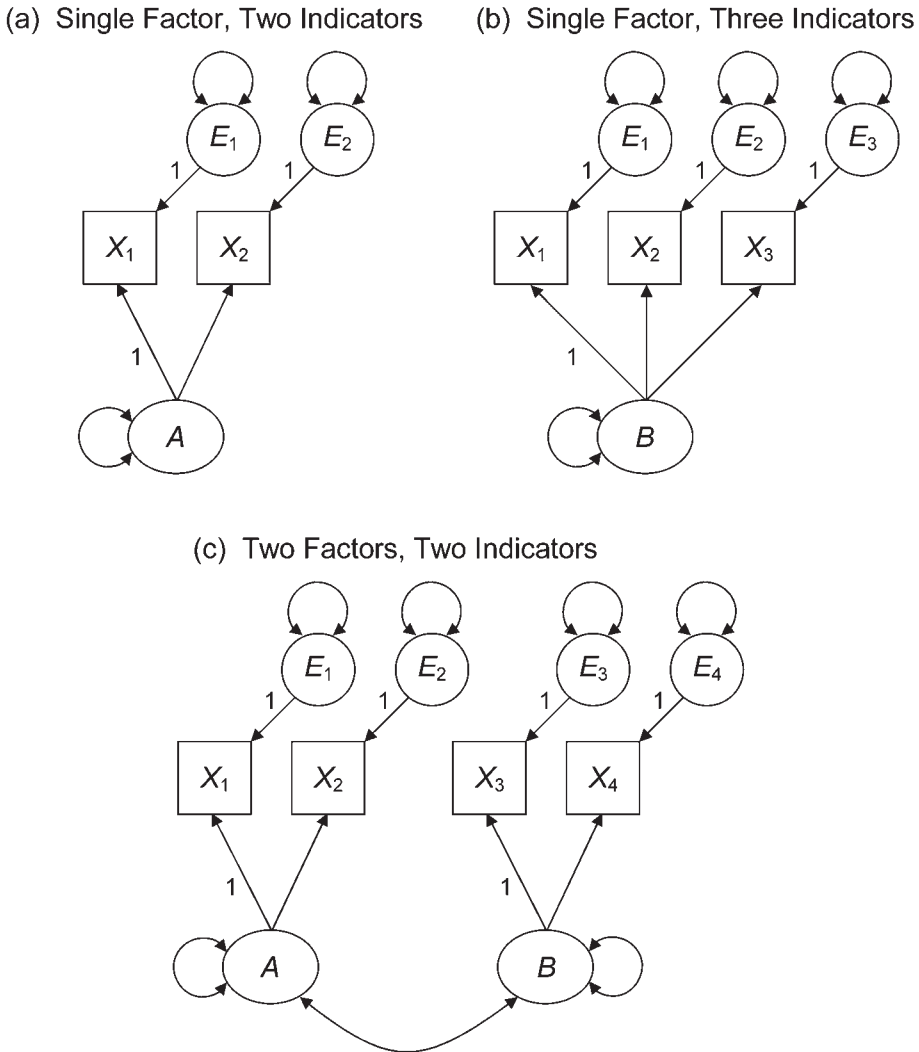 (a) Single Factor, Two Indicators
E1 E2
1 1
X1 X2
1
A
(b) Single Factor, Three Indicators
E1 E2 E3
1 1 1
X1 X2 X3
1
B
(c) Two Factors, Two Indicators
E1 E2 E3 E4
1 1 1 1
X1 X2 X3 X4
1 1
A B